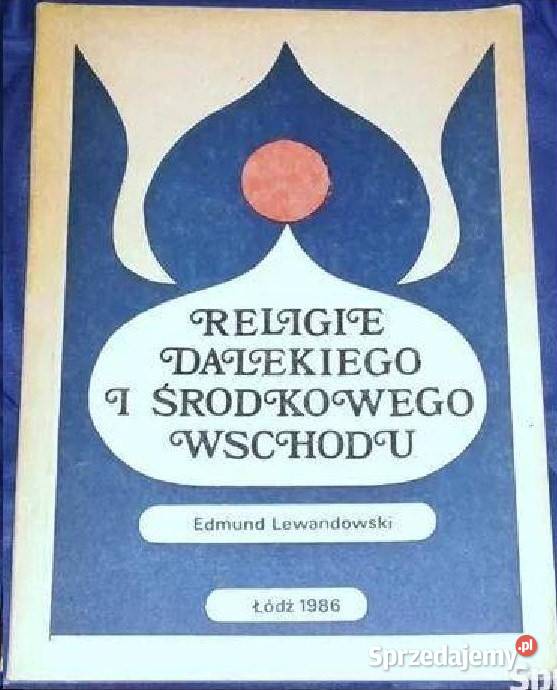 RELIGIE
DALEKIEGO
I ŚRODKOWEGO
WSCHODU
Edmund Lewandowski
Łódź 1986
Sprzedajemy.pl